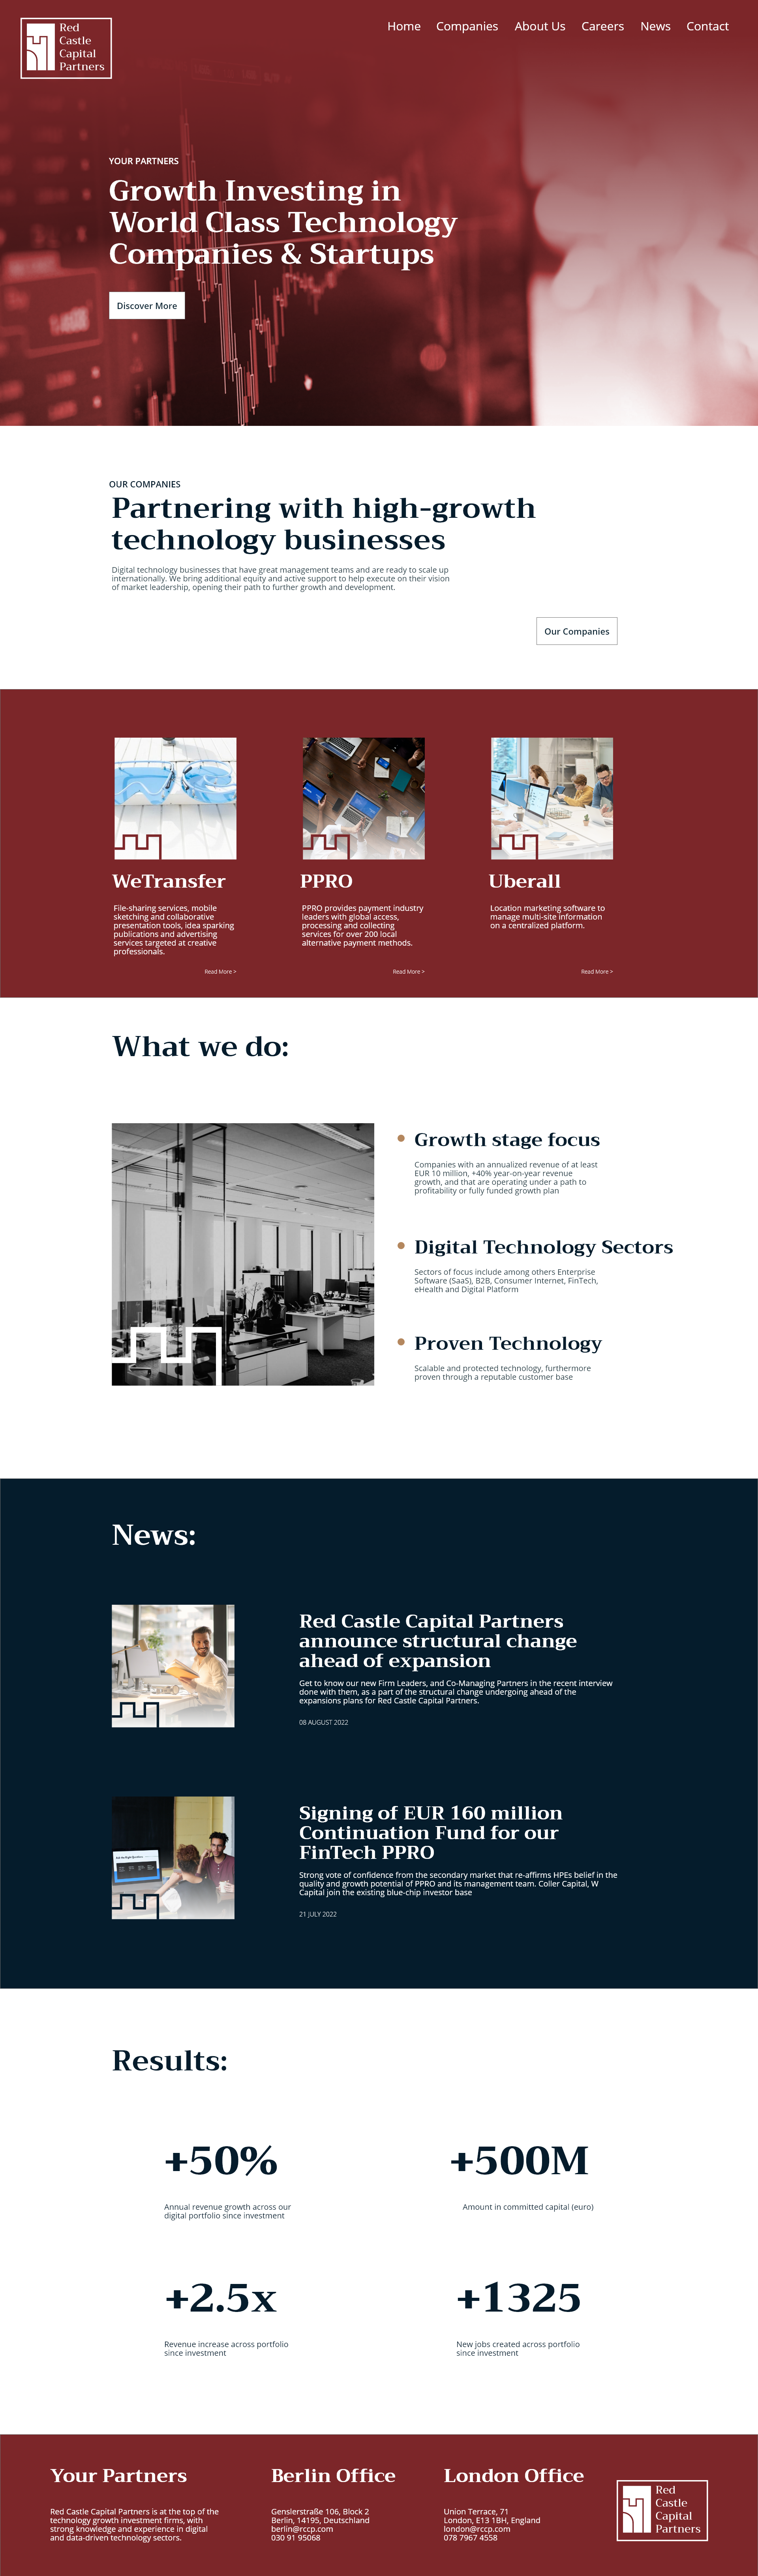 Red
Castle
Capital
Partners
Home Companies About Us Careers News Contact
YOUR PARTNERS
Growth Investing in
World Class Technology
Companies & Startups
Discover More
OUR COMPANIES
Partnering with high-growth
technology businesses
Digital technology businesses that have great management teams and are ready to scale up
internationally. We bring additional equity and active support to help execute on their vision
of market leadership, opening their path to further growth and development.
Our Companies
WeTransfer
File-sharing services, mobile
sketching and collaborative
presentation tools, idea sparking
publications and advertising
services targeted at creative
professionals.
Read More >
PPRO
PPRO provides payment industry
leaders with global access,
processing and collecting
services for over 200 local
alternative payment methods.
Read More >
Uberall
Location marketing software to
manage multi-site information
on a centralized platform.
Read More >
What we do:
Growth stage focus
Companies with an annualized revenue of at least
EUR 10 million, +40% year-on-year revenue
growth, and that are operating under a path to
profitability or fully funded growth plan
Digital Technology Sectors
Sectors of focus include among others Enterprise
Software (SaaS), B2B, Consumer Internet, FinTech,
eHealth and Digital Platform
Proven Technology
Scalable and protected technology, furthermore
proven through a reputable customer base
News:
Red Castle Capital Partners
announce structural change
ahead of expansion
Get to know our new Firm Leaders, and Co-Managing Partners in the recent interview
done with them, as a part of the structural change undergoing ahead of the
expansions plans for Red Castle Capital Partners.
08 AUGUST 2022
Signing of EUR 160 million
Continuation Fund for our
FinTech PPRO
Strong vote of confidence from the secondary market that re-affirms HPEs belief in the
quality and growth potential of PPRO and its management team. Coller Capital, W
Capital join the existing blue-chip investor base
21 JULY 2022
Results:
+50%
Annual revenue growth across our
digital portfolio since investment
+500M
Amount in committed capital (euro)
+2.5x
Revenue increase across portfolio
since investment
+1325
New jobs created across portfolio
since investment
Your Partners
Red Castle Capital Partners is at the top of the
technology growth investment firms, with
strong knowledge and experience in digital
and data-driven technology sectors.
Berlin Office
Genslerstraße 106, Block 2
Berlin, 14195, Deutschland
berlin@rccp.com
030 91 95068
London Office
Union Terrace, 71
London, E13 1BH, England
london@rccp.com
078 7967 4558
Red
Castle
Capital
Partners